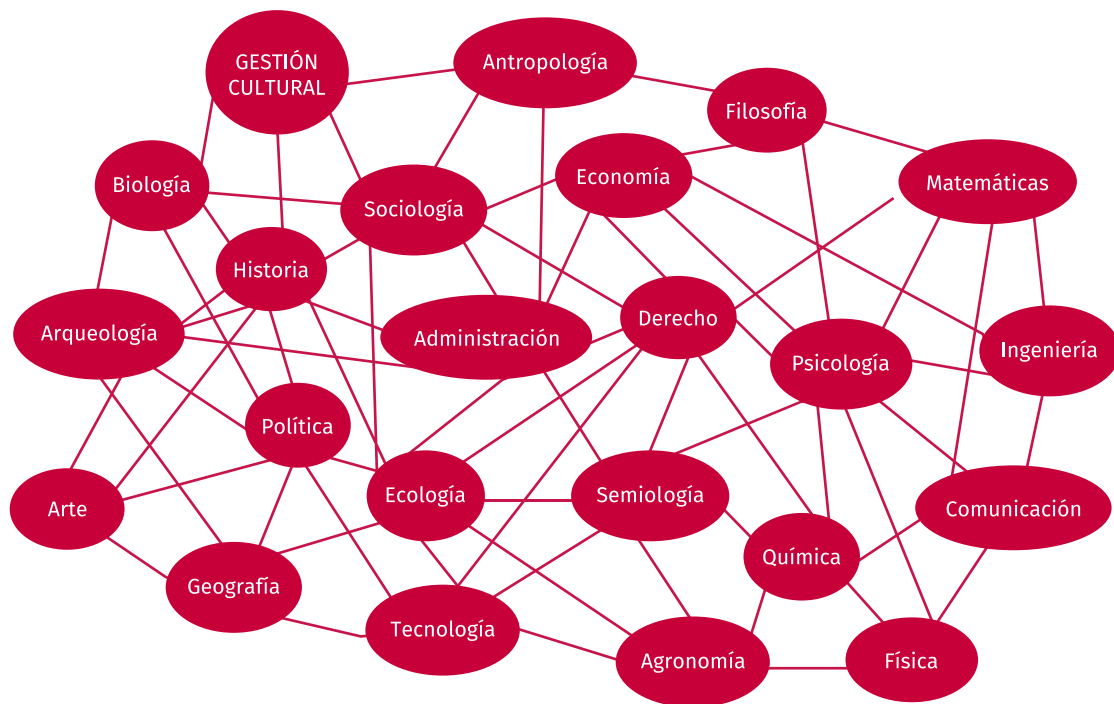 GESTIÓN
CULTURAL
Antropología
Filosofía
Biología
Sociología
Economía
Matemáticas
Historia
Arqueología
Administración
Derecho
Psicología
Ingeniería
Política
Arte
Ecología
Semiología
Comunicación
Geografía
Tecnología
Química
Agronomía
Física